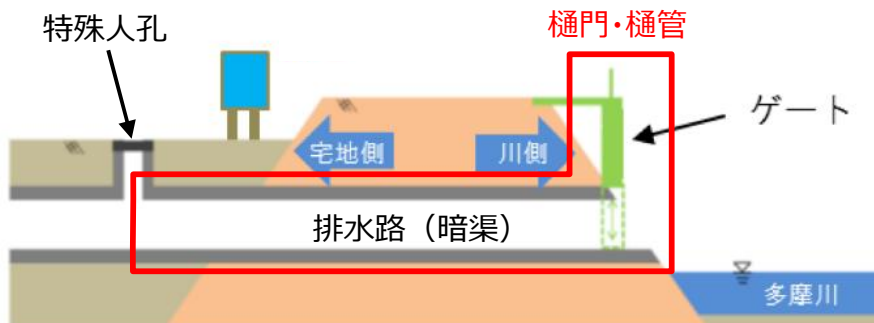 特殊人孔
樋門・樋管
ゲート
宅地側
川側
排水路（暗渠）
多摩川